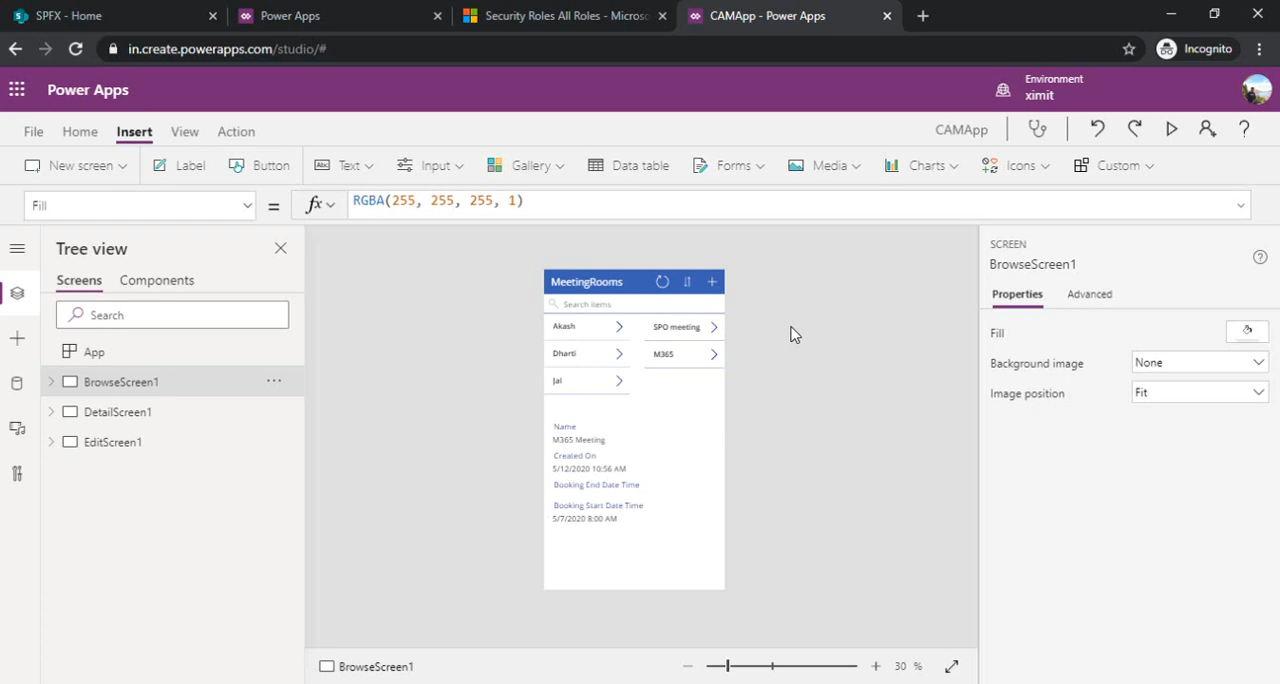 SPFX - Home
Power Apps
Security Roles All Roles - Microso
CAMApp - Power Apps
in.create.powerapps.com/studio/#
Incognito
Power Apps
Environment
ximit
File Home Insert View Action
CAMApp
New screen Label Button Text Input Gallery Data table Forms Media Charts Icons Custom
Fill = fx RGBA(255, 255, 255, 1)
Tree view
Screens Components
Search
App
BrowseScreen1
DetailScreen1
EditScreen1
MeetingRooms
Search items
Akash
SPO meeting
Dharti
M365
Jal
Name
M365 Meeting
Created On
5/12/2020 10:56 AM
Booking End Date Time
Booking Start Date Time
5/7/2020 8:00 AM
SCREEN
BrowseScreen1
Properties Advanced
Fill
Background image None
Image position Fit
BrowseScreen1
30 %